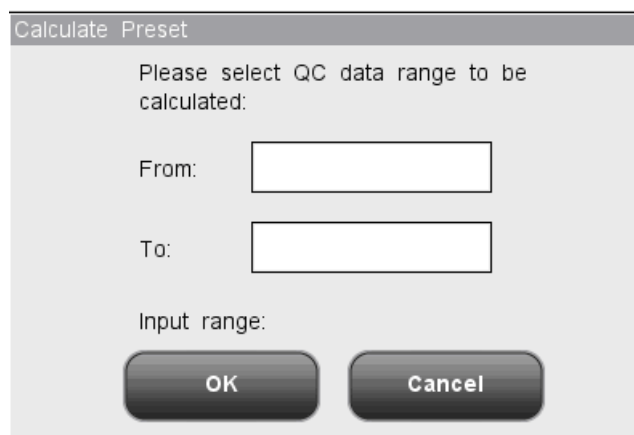 Calculate Preset
Please select QC data range to be
calculated:
From:
To:
Input range:
OK
Cancel